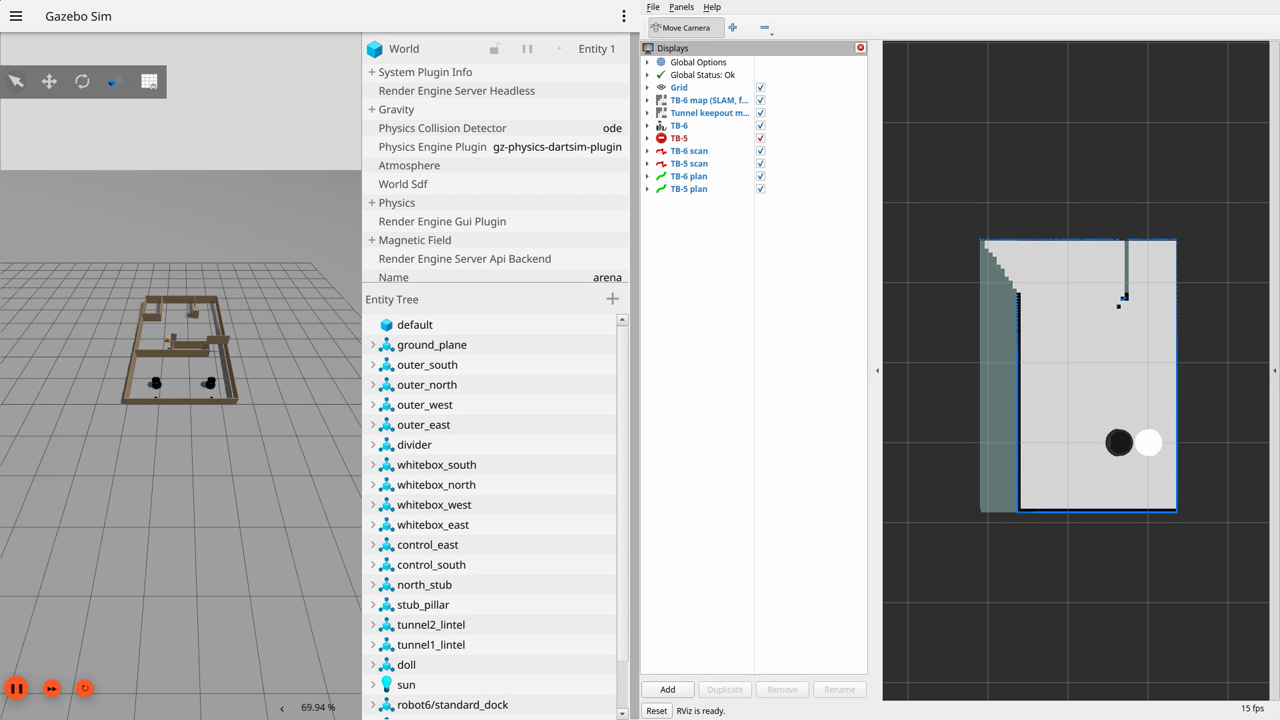 Gazebo Sim
World
Entity 1
System Plugin Info
Render Engine Server Headless
Gravity
Physics Collision Detector ode
Physics Engine Plugin gz-physics-dartsim-plugin
Atmosphere
World Sdf
Physics
Render Engine Gui Plugin
Magnetic Field
Render Engine Server Api Backend
Name arena
Entity Tree
default
ground_plane
outer_south
outer_north
outer_west
outer_east
divider
whitebox_south
whitebox_north
whitebox_west
whitebox_east
control_east
control_south
north_stub
stub_pillar
tunnel2_lintel
tunnel1_lintel
doll
sun
robot6/standard_dock
69.94 %
File Panels Help
Move Camera
Displays
Global Options
Global Status: Ok
Grid
TB-6 map (SLAM, f...
Tunnel keepout m...
TB-6
TB-5
TB-6 scan
TB-5 scan
TB-6 plan
TB-5 plan
Add Duplicate Remove Rename
Reset RViz is ready.
15 fps